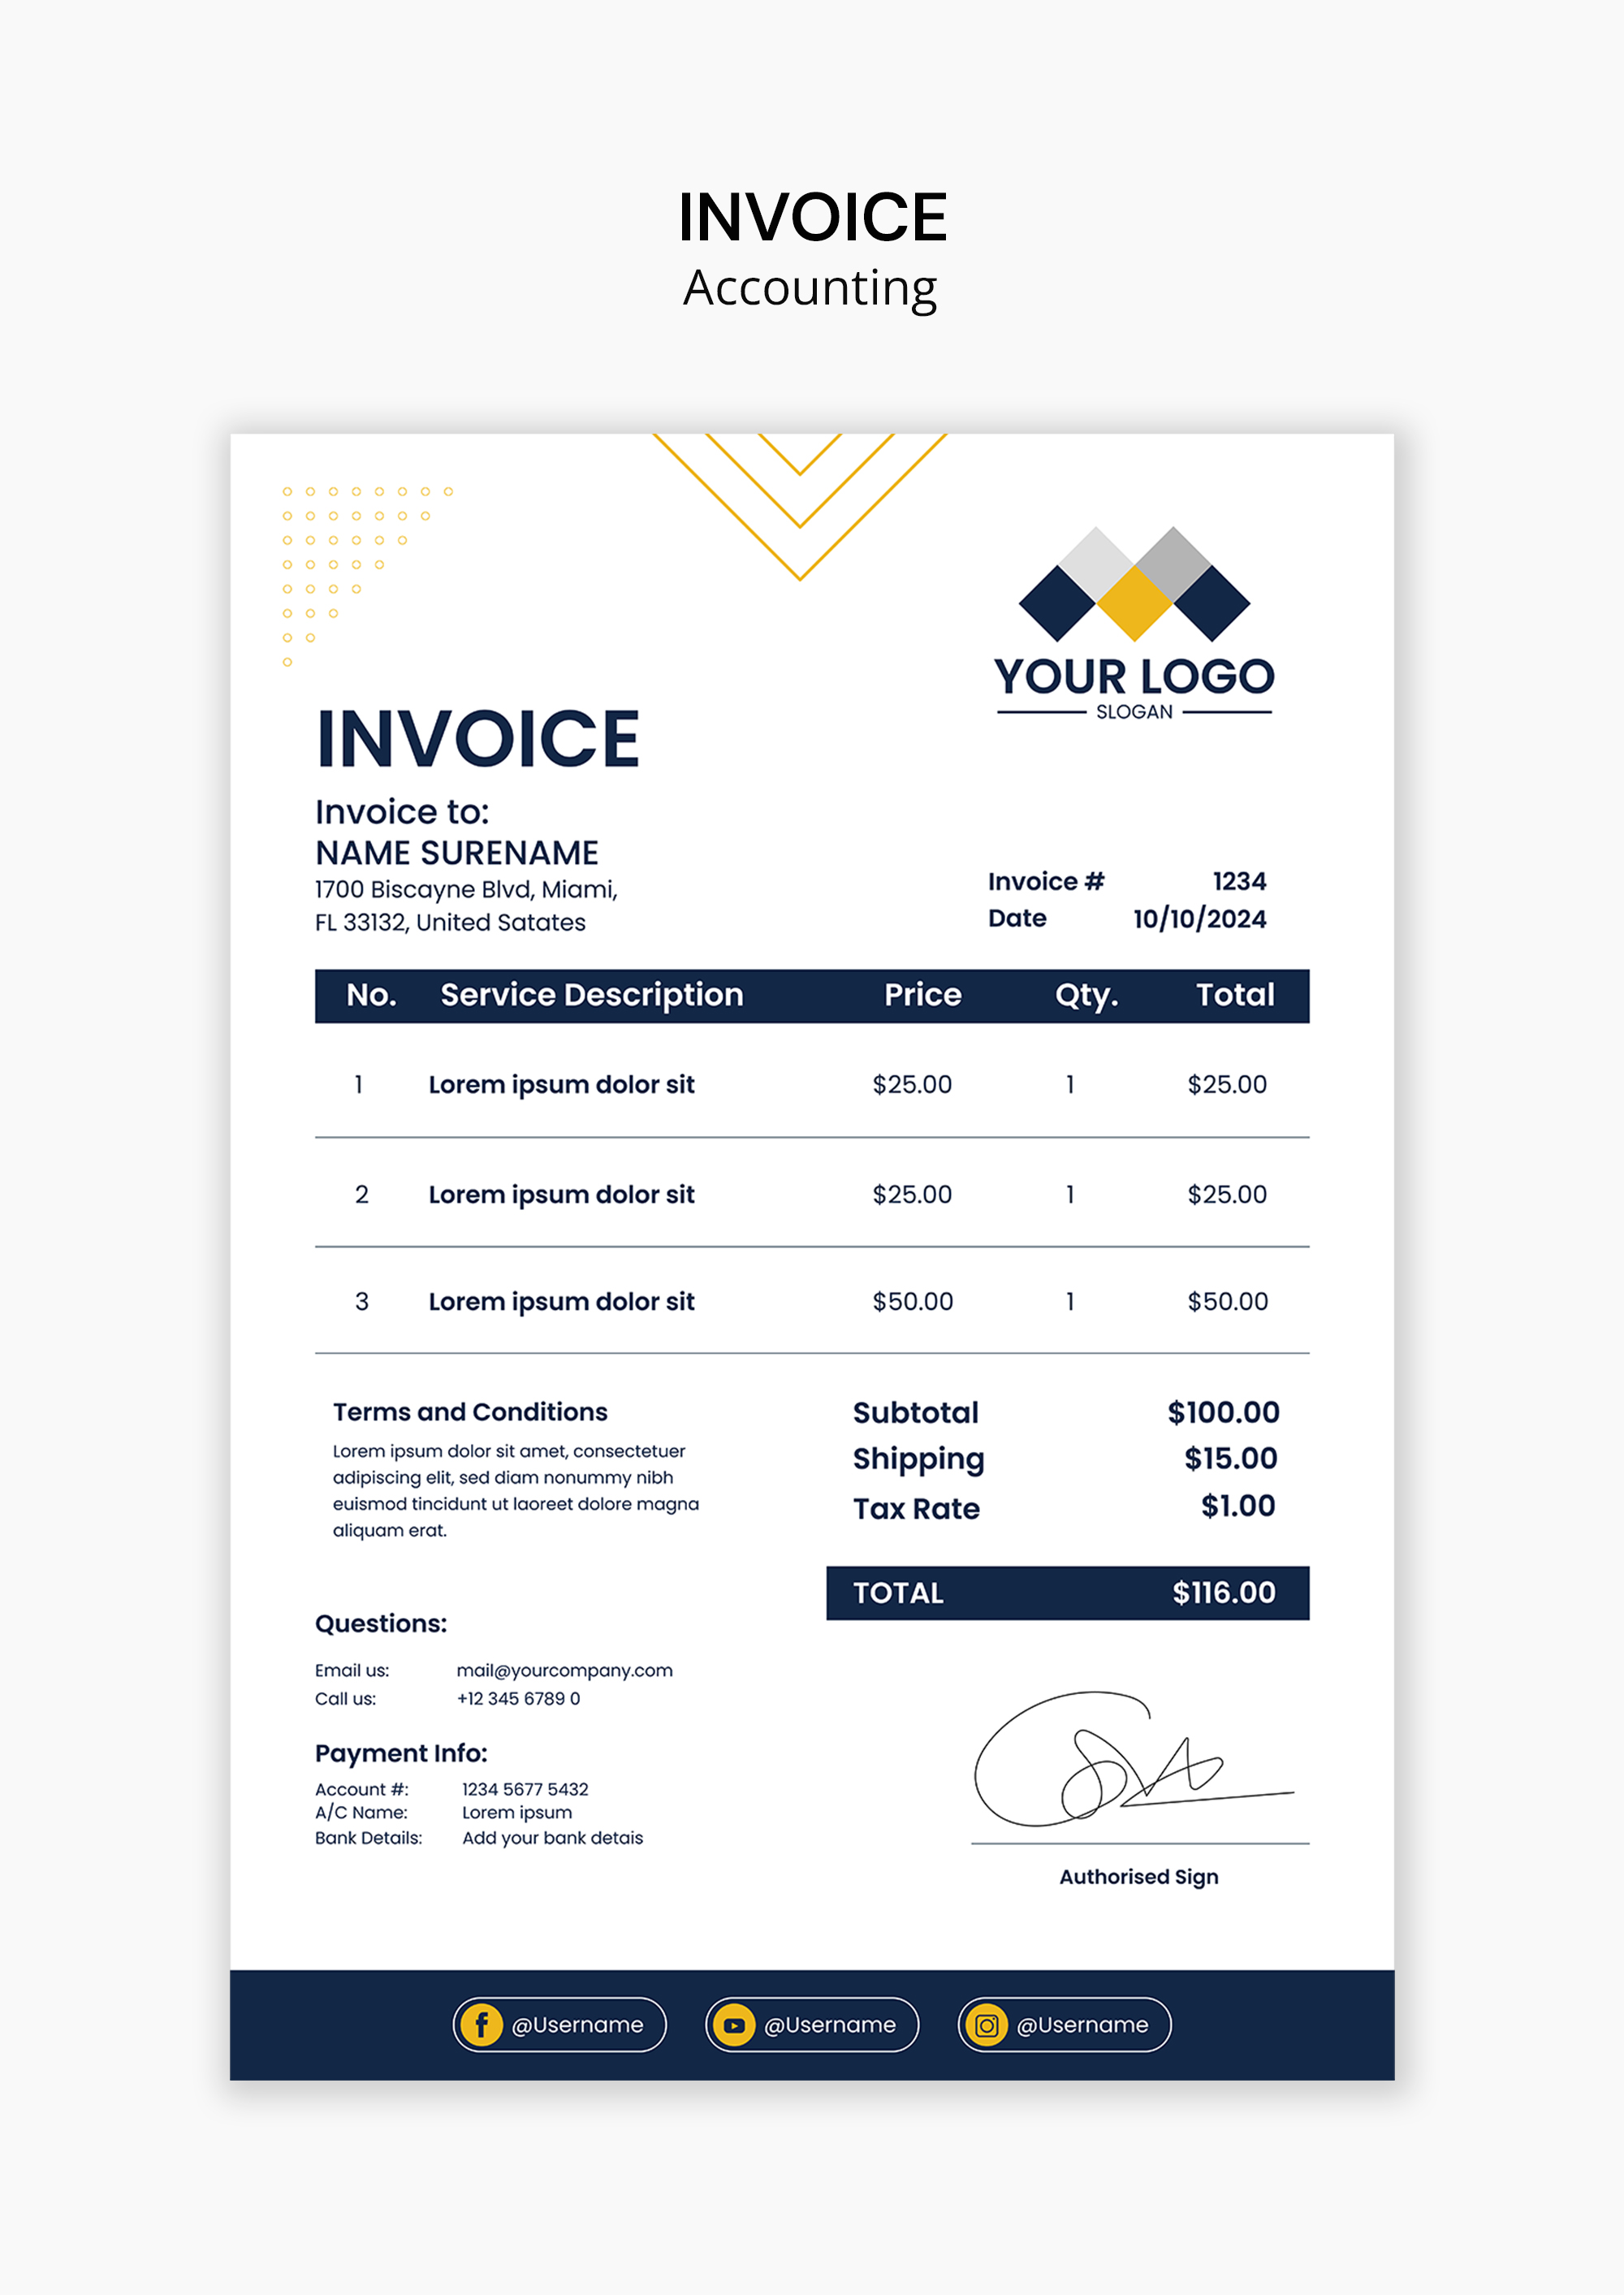 INVOICE
Accounting
YOUR LOGO
SLOGAN
INVOICE
Invoice to:
NAME SURENAME
1700 Biscayne Blvd, Miami,
FL 33132, United Satates
Invoice # 1234
Date 10/10/2024
No. Service Description Price Qty. Total
1 Lorem ipsum dolor sit $25.00 1 $25.00
2 Lorem ipsum dolor sit $25.00 1 $25.00
3 Lorem ipsum dolor sit $50.00 1 $50.00
Terms and Conditions
Lorem ipsum dolor sit amet, consectetuer
adipiscing elit, sed diam nonummy nibh
euismod tincidunt ut laoreet dolore magna
aliquam erat.
Subtotal $100.00
Shipping $15.00
Tax Rate $1.00
TOTAL $116.00
Questions:
Email us: mail@yourcompany.com
Call us: +12 345 6789 0
Payment Info:
Account #: 1234 5677 5432
A/C Name: Lorem ipsum
Bank Details: Add your bank detais
Authorised Sign
@Username @Username @Username